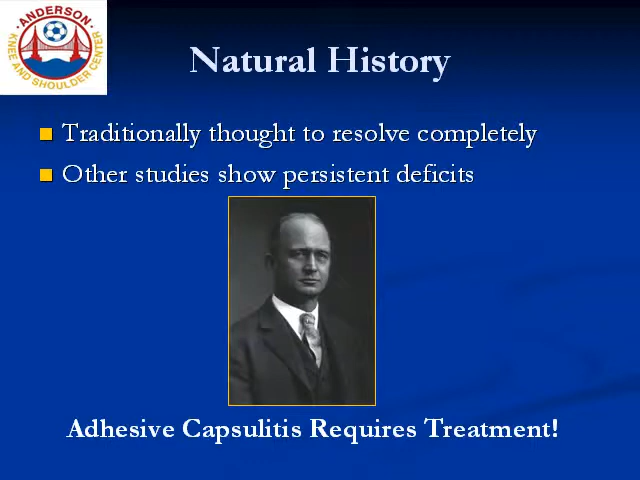 ANDERSON
KNEE AND SHOULDER CENTER
Natural History
Traditionally thought to resolve completely
Other studies show persistent deficits
Adhesive Capsulitis Requires Treatment!